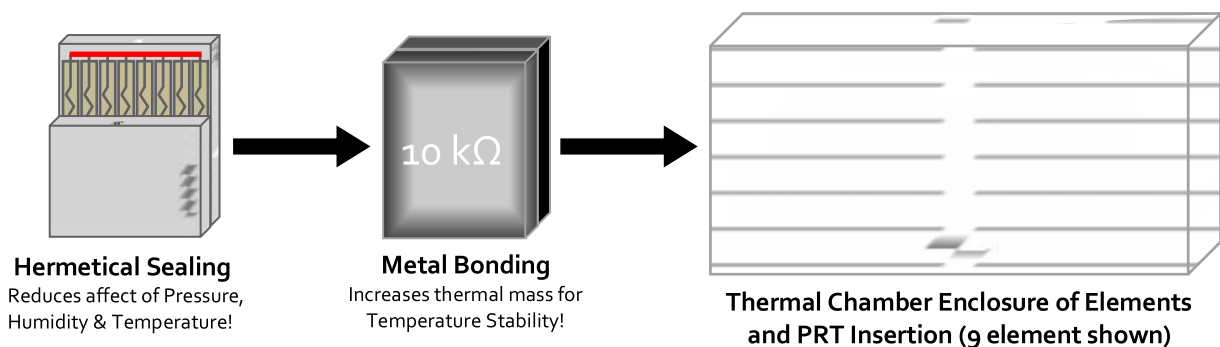 10 kΩ
Hermetical Sealing
Reduces affect of Pressure,
Humidity & Temperature!
Metal Bonding
Increases thermal mass for
Temperature Stability!
Thermal Chamber Enclosure of Elements
and PRT Insertion (9 element shown)